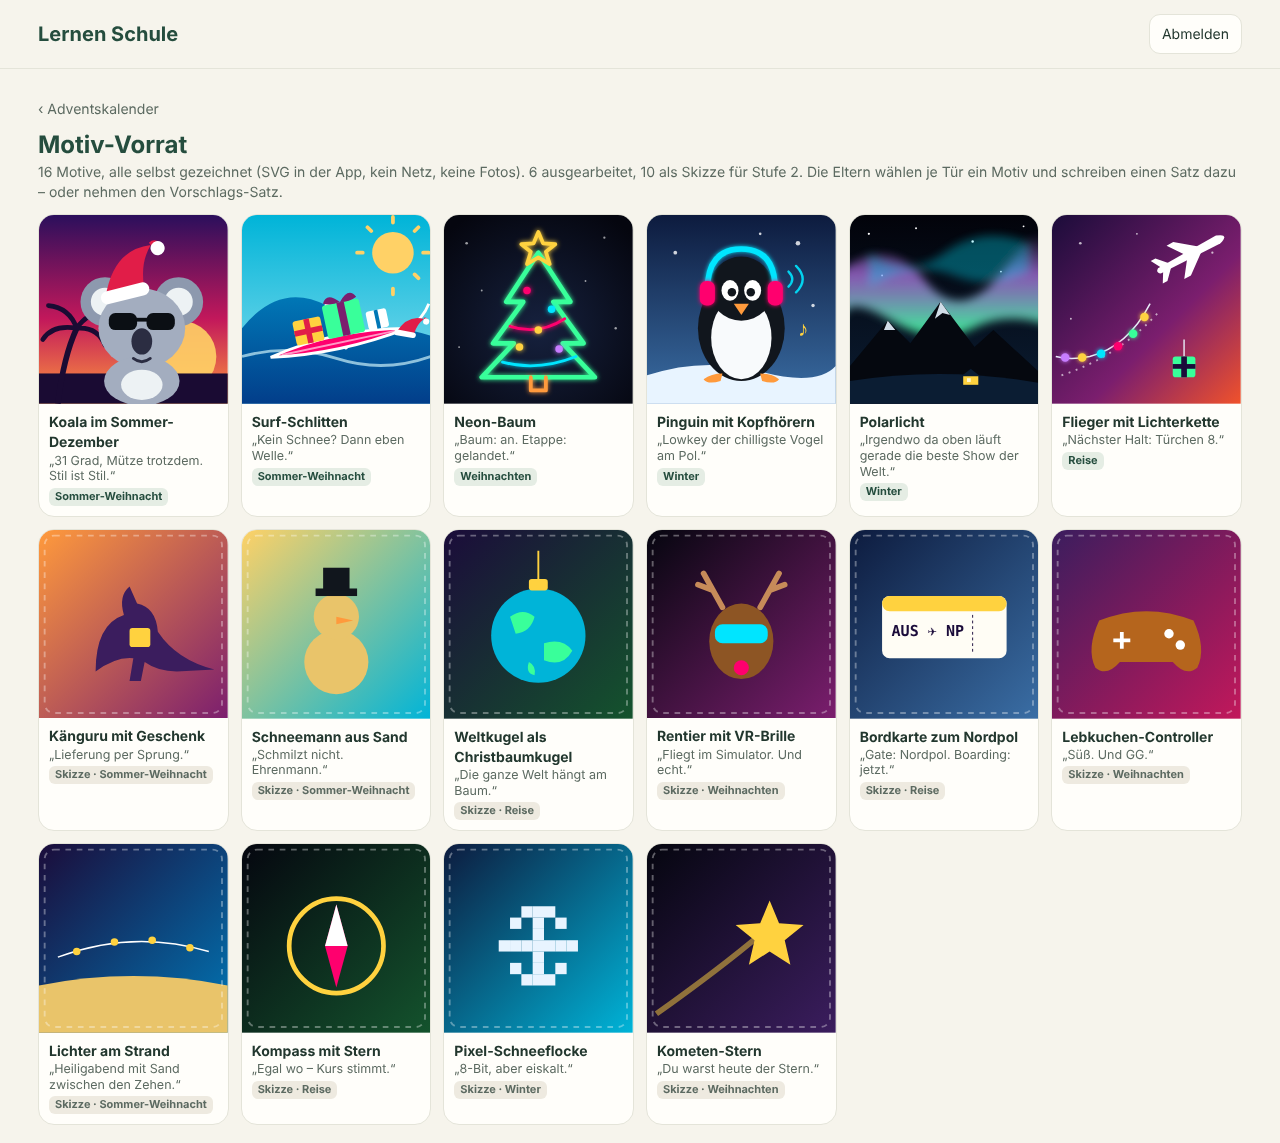 Lernen Schule
Abmelden
‹ Adventskalender
Motiv-Vorrat
16 Motive, alle selbst gezeichnet (SVG in der App, kein Netz, keine Fotos). 6 ausgearbeitet, 10 als Skizze für Stufe 2. Die Eltern wählen je Tür ein Motiv und schreiben einen Satz dazu
– oder nehmen den Vorschlags-Satz.
Koala im Sommer-
Dezember
„31 Grad, Mütze trotzdem.
Stil ist Stil.“
Sommer-Weihnacht
Surf-Schlitten
„Kein Schnee? Dann eben
Welle.“
Sommer-Weihnacht
Neon-Baum
„Baum: an. Etappe:
gelandet.“
Weihnachten
Pinguin mit Kopfhörern
„Lowkey der chilligste Vogel
am Pol.“
Winter
Polarlicht
„Irgendwo da oben läuft
gerade die beste Show der
Welt.“
Winter
Flieger mit Lichterkette
„Nächster Halt: Türchen 8.“
Reise
Känguru mit Geschenk
„Lieferung per Sprung.“
Skizze · Sommer-Weihnacht
Schneemann aus Sand
„Schmilzt nicht.
Ehrenmann.“
Skizze · Sommer-Weihnacht
Weltkugel als
Christbaumkugel
„Die ganze Welt hängt am
Baum.“
Skizze · Reise
Rentier mit VR-Brille
„Fliegt im Simulator. Und
echt.“
Skizze · Weihnachten
AUS ✈ NP
Bordkarte zum Nordpol
„Gate: Nordpol. Boarding:
jetzt.“
Skizze · Reise
Lebkuchen-Controller
„Süß. Und GG.“
Skizze · Weihnachten
Lichter am Strand
„Heiligabend mit Sand
zwischen den Zehen.“
Skizze · Sommer-Weihnacht
Kompass mit Stern
„Egal wo – Kurs stimmt.“
Skizze · Reise
Pixel-Schneeflocke
„8-Bit, aber eiskalt.“
Skizze · Winter
Kometen-Stern
„Du warst heute der Stern.“
Skizze · Weihnachten